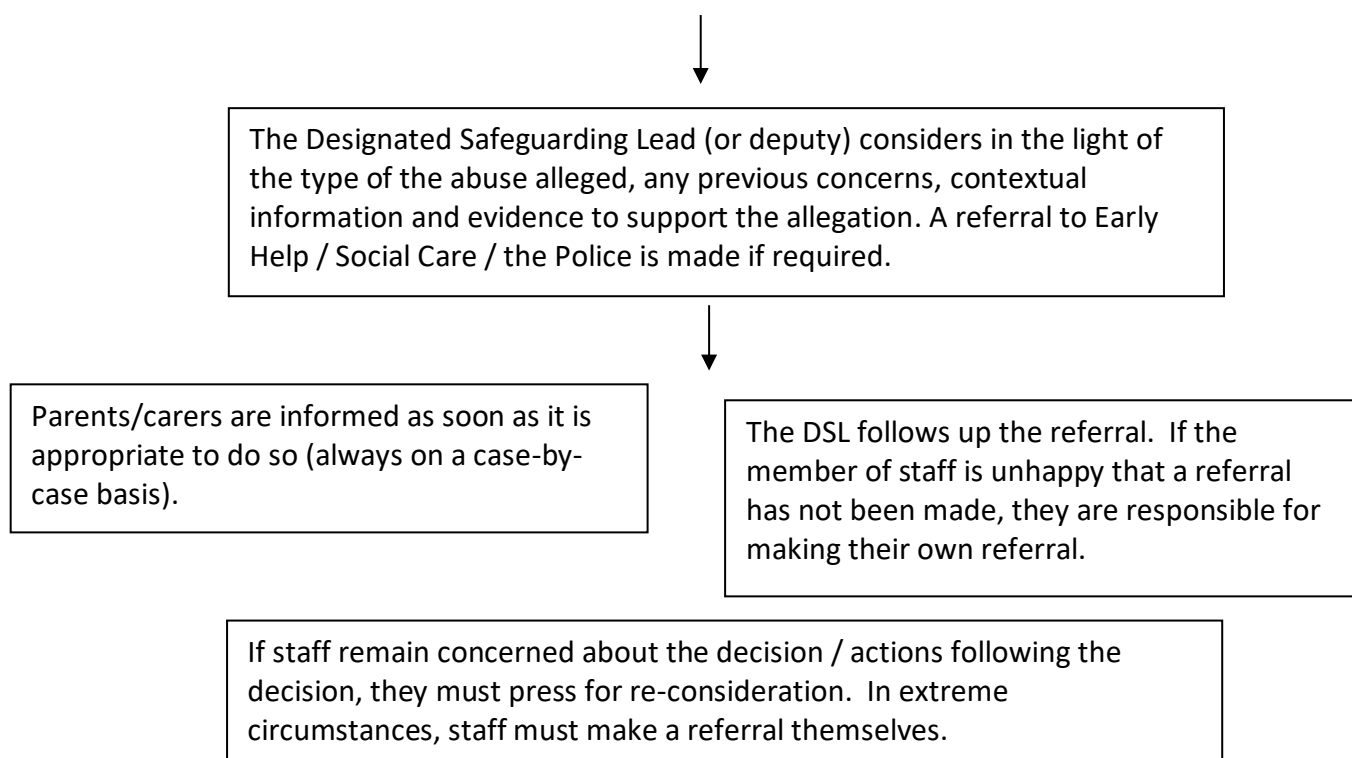 The Designated Safeguarding Lead (or deputy) considers in the light of
the type of the abuse alleged, any previous concerns, contextual
information and evidence to support the allegation. A referral to Early
Help / Social Care / the Police is made if required.
Parents/carers are informed as soon as it is
appropriate to do so (always on a case-by-
case basis).
The DSL follows up the referral.  If the
member of staff is unhappy that a referral
has not been made, they are responsible for
making their own referral.
If staff remain concerned about the decision / actions following the
decision, they must press for re-consideration.  In extreme
circumstances, staff must make a referral themselves.